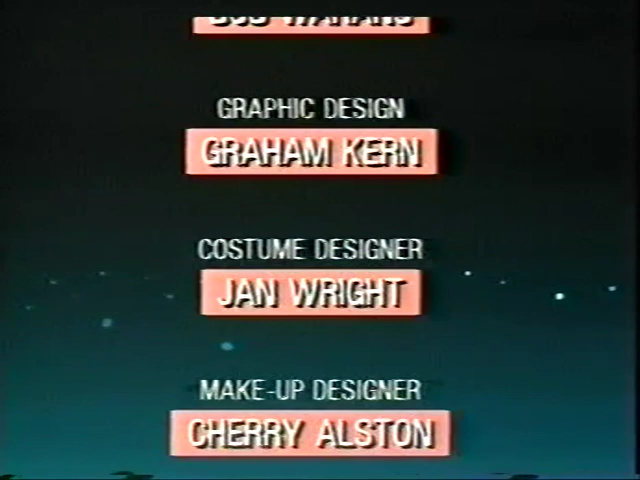 GRAPHIC DESIGN
GRAHAM KERN
COSTUME DESIGNER
JAN WRIGHT
MAKE-UP DESIGNER
CHERRY ALSTON